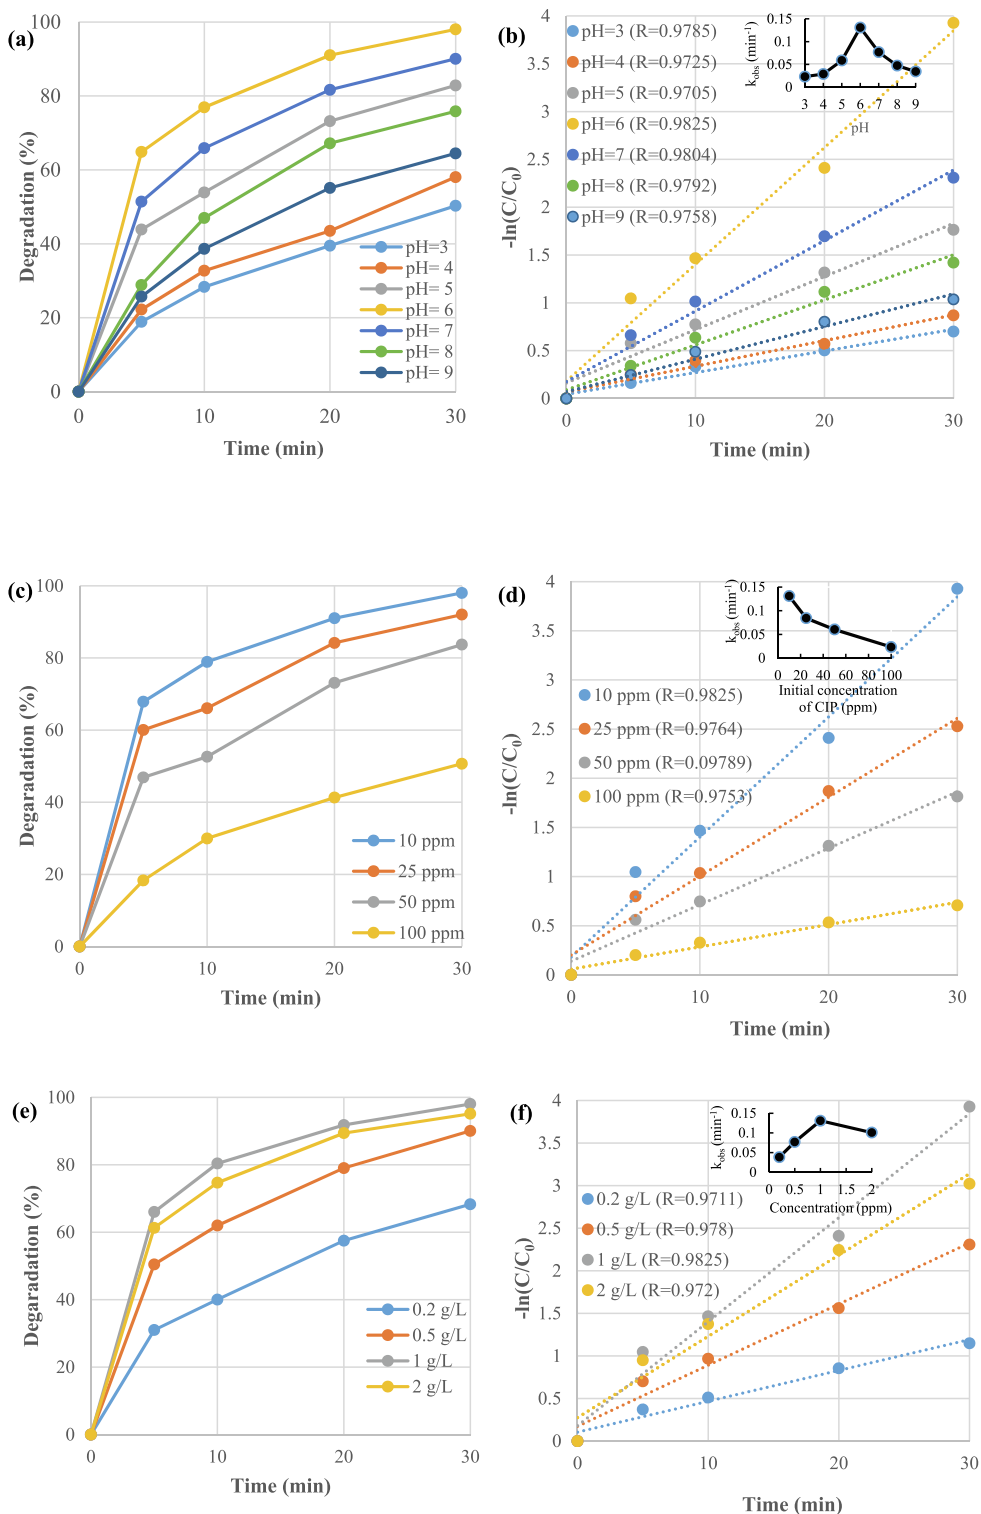 (a)
100
80
60
40
20
0
Degradation (%)
pH=3
pH= 4
pH= 5
pH= 6
pH= 7
pH= 8
pH= 9
0 10 20 30
Time (min)
(b)
4
3.5
3
2.5
2
1.5
1
0.5
0
-ln(C/C0)
pH=3 (R=0.9785)
pH=4 (R=0.9725)
pH=5 (R=0.9705)
pH=6 (R=0.9825)
pH=7 (R=0.9804)
pH=8 (R=0.9792)
pH=9 (R=0.9758)
kobs (min-1)
0.15
0.1
0.05
0
3 4 5 6 7 8 9
pH
0 10 20 30
Time (min)
(c)
100
80
60
40
20
0
Degaradation (%)
10 ppm
25 ppm
50 ppm
100 ppm
0 10 20 30
Time (min)
(d)
4
3.5
3
2.5
2
1.5
1
0.5
0
-ln(C/C0)
kobs (min-1)
0.15
0.1
0.05
0
0 20 40 60 80 100
Initial concentration
of CIP (ppm)
10 ppm (R=0.9825)
25 ppm (R=0.9764)
50 ppm (R=0.09789)
100 ppm (R=0.9753)
0 10 20 30
Time (min)
(e)
100
80
60
40
20
0
Degaradation (%)
0.2 g/L
0.5 g/L
1 g/L
2 g/L
0 10 20 30
Time (min)
(f)
4
3.5
3
2.5
2
1.5
1
0.5
0
-ln(C/C0)
kobs (min-1)
0.15
0.1
0.05
0
0 0.5 1 1.5 2
Concentration (ppm)
0.2 g/L (R=0.9711)
0.5 g/L (R=0.978)
1 g/L (R=0.9825)
2 g/L (R=0.972)
0 10 20 30
Time (min)